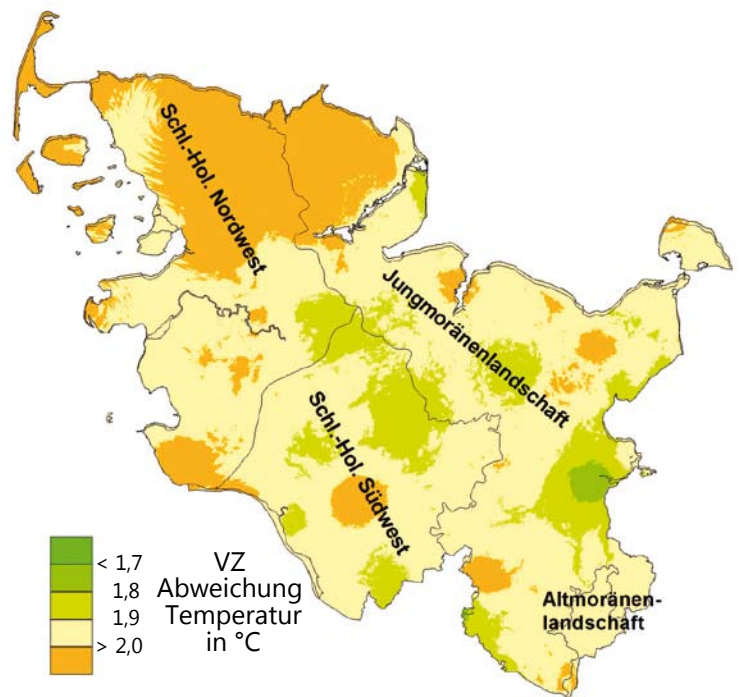 Schl.-Hol. Nordwest
Jungmoränenlandschaft
Schl.-Hol. Südwest
Altmoränen-
landschaft
VZ
Abweichung
Temperatur
in °C
< 1,7
1,8
1,9
> 2,0